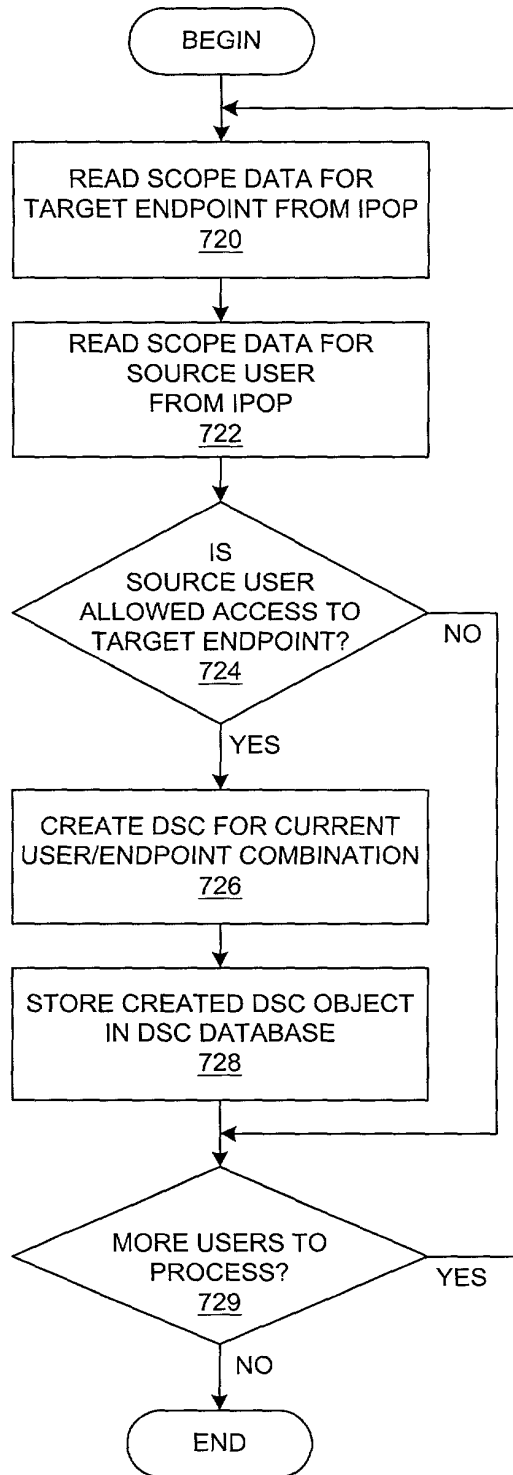 BEGIN
READ SCOPE DATA FOR
TARGET ENDPOINT FROM IPOP
720
READ SCOPE DATA FOR
SOURCE USER
FROM IPOP
722
IS
SOURCE USER
ALLOWED ACCESS TO
TARGET ENDPOINT?
724
NO
YES
CREATE DSC FOR CURRENT
USER/ENDPOINT COMBINATION
726
STORE CREATED DSC OBJECT
IN DSC DATABASE
728
MORE USERS TO
PROCESS?
729
YES
NO
END